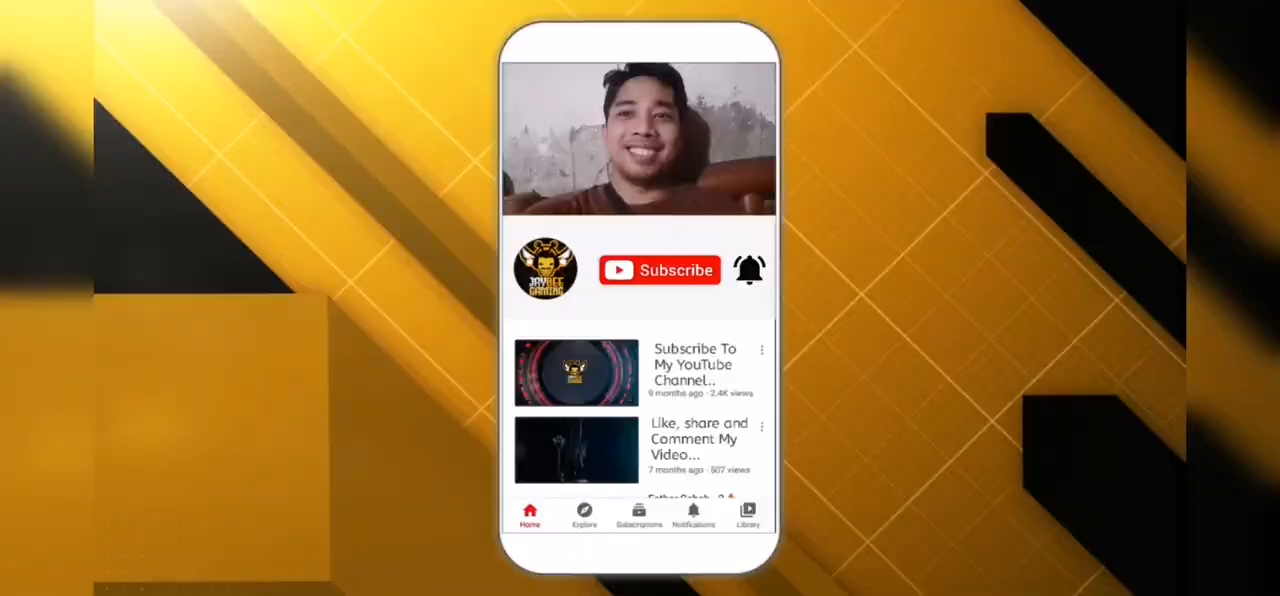 JAYBEE
GAMING
Subscribe
Subscribe To
My YouTube
Channel..
9 months ago · 2.4K views
Like, share and
Comment My
Video...
7 months ago · 507 views
Home
Explore
Subscriptions
Notifications
Library